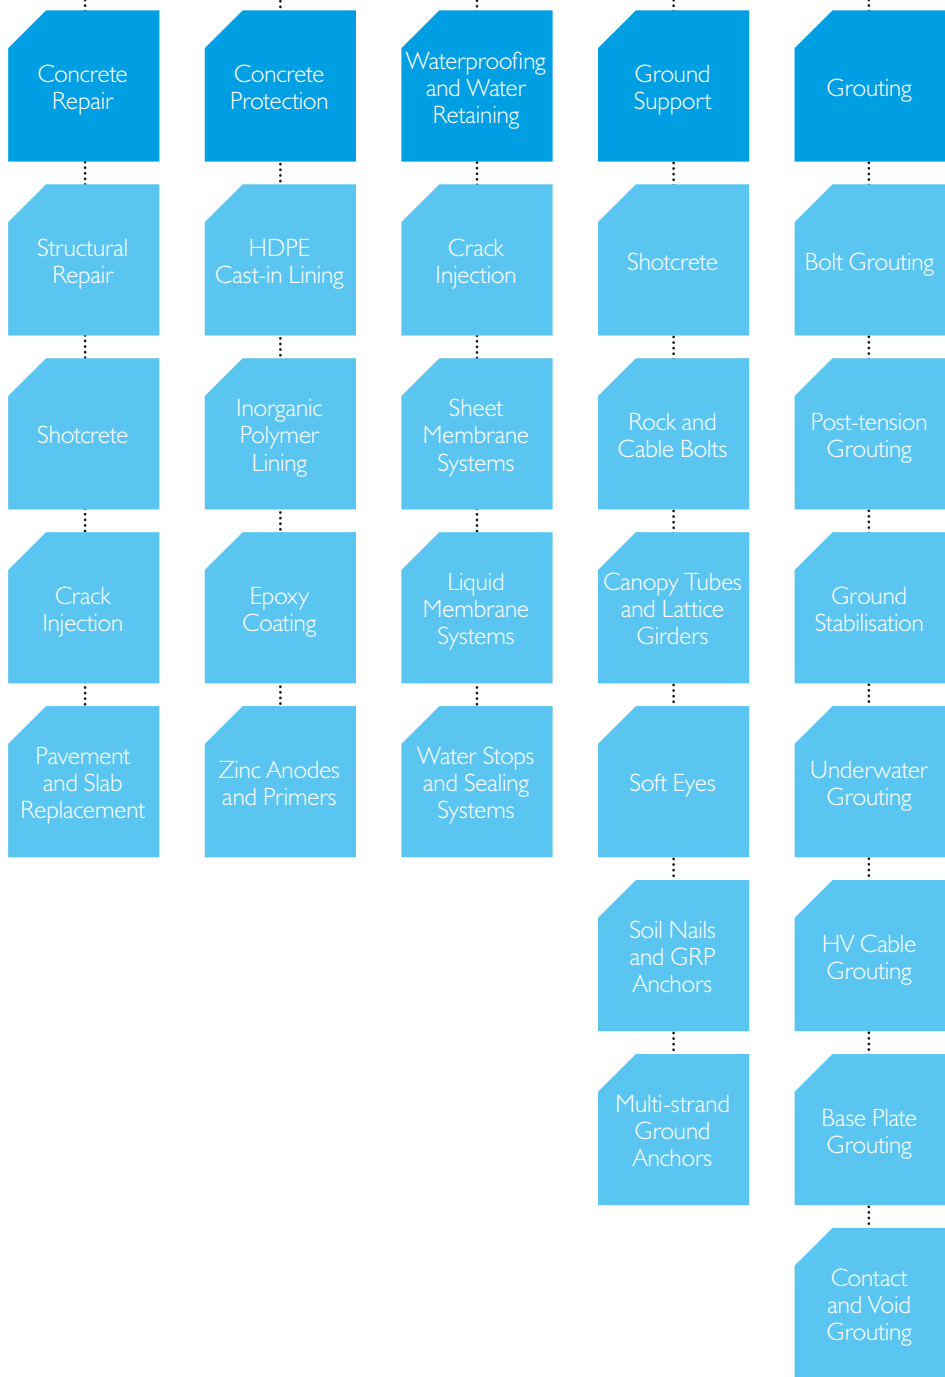 Concrete
Repair
Structural
Repair
Shotcrete
Crack
Injection
Pavement
and Slab
Replacement
Concrete
Protection
HDPE
Cast-in Lining
Inorganic
Polymer
Lining
Epoxy
Coating
Zinc Anodes
and Primers
Waterproofing
and Water
Retaining
Crack
Injection
Sheet
Membrane
Systems
Liquid
Membrane
Systems
Water Stops
and Sealing
Systems
Ground
Support
Shotcrete
Rock and
Cable Bolts
Canopy Tubes
and Lattice
Girders
Soft Eyes
Soil Nails
and GRP
Anchors
Multi-strand
Ground
Anchors
Grouting
Bolt Grouting
Post-tension
Grouting
Ground
Stabilisation
Underwater
Grouting
HV Cable
Grouting
Base Plate
Grouting
Contact
and Void
Grouting